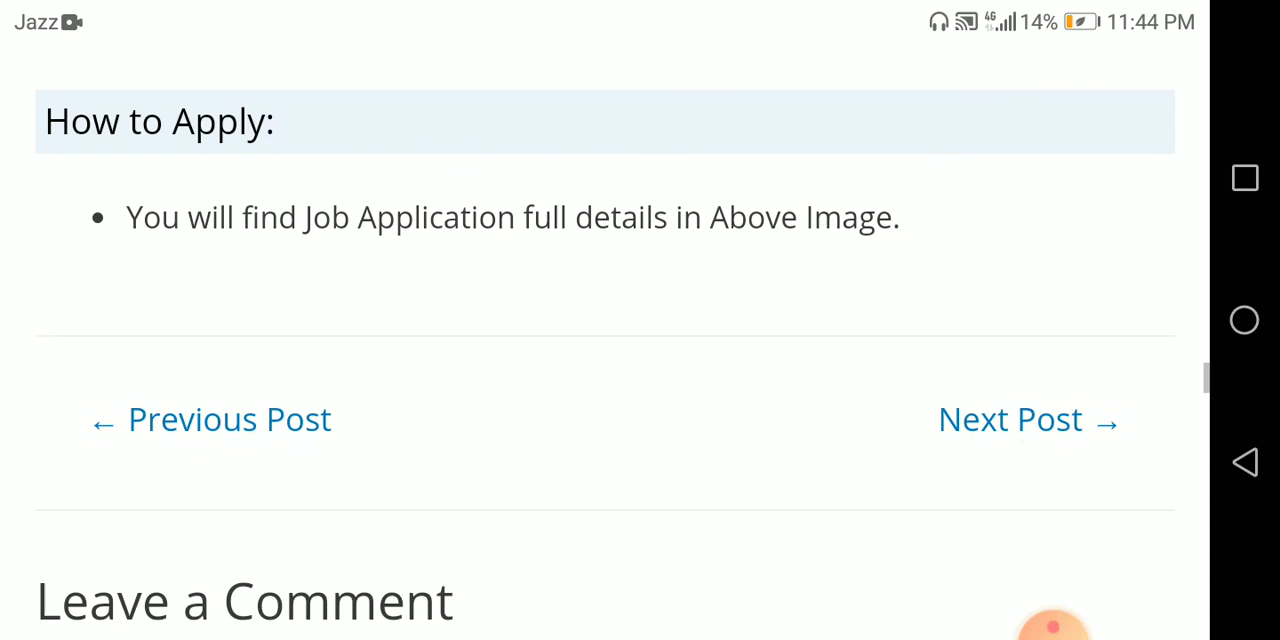 Jazz 4G 14% 11:44 PM
How to Apply:
• You will find Job Application full details in Above Image.
← Previous Post Next Post →
Leave a Comment